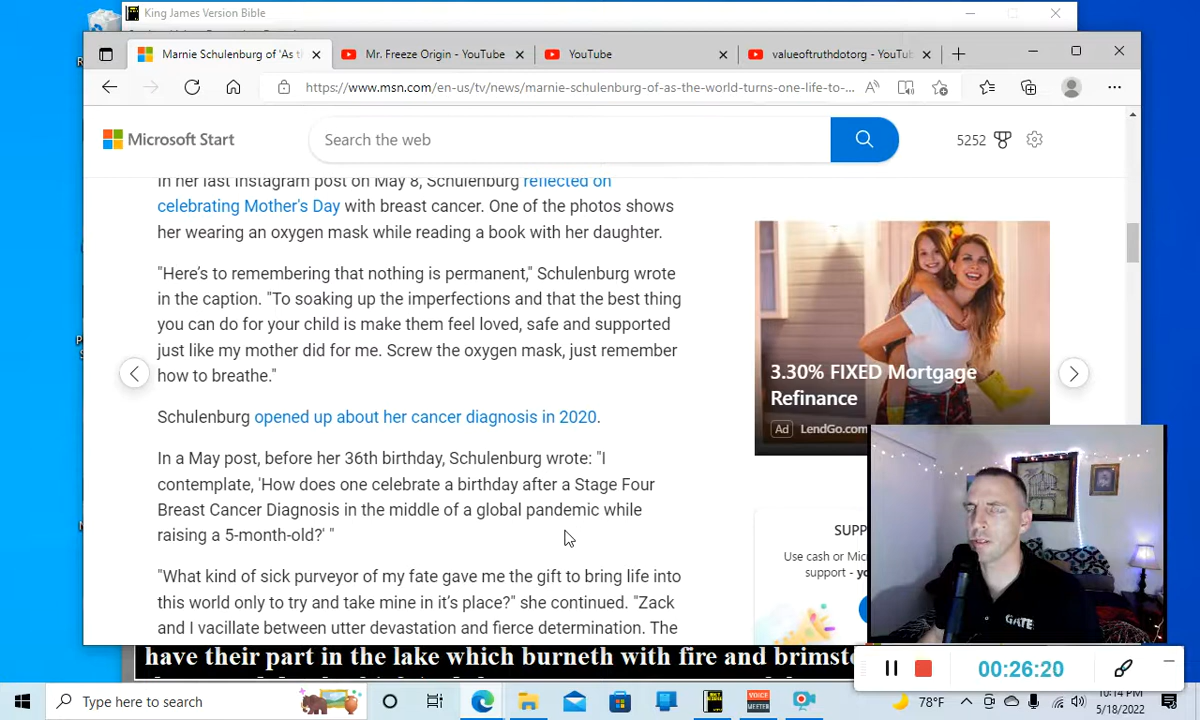 King James Version Bible
Marnie Schulenburg of 'As t
Mr. Freeze Origin - YouTube
YouTube
valueoftruthdotorg - YouTub
https://www.msn.com/en-us/tv/news/marnie-schulenburg-of-as-the-world-turns-one-life-to-...
Microsoft Start
Search the web
5252
In her last Instagram post on May 8, Schulenburg reflected on
celebrating Mother's Day with breast cancer. One of the photos shows
her wearing an oxygen mask while reading a book with her daughter.
"Here's to remembering that nothing is permanent," Schulenburg wrote
in the caption. "To soaking up the imperfections and that the best thing
you can do for your child is make them feel loved, safe and supported
just like my mother did for me. Screw the oxygen mask, just remember
how to breathe."
Schulenburg opened up about her cancer diagnosis in 2020.
In a May post, before her 36th birthday, Schulenburg wrote: "I
contemplate, 'How does one celebrate a birthday after a Stage Four
Breast Cancer Diagnosis in the middle of a global pandemic while
raising a 5-month-old?' "
"What kind of sick purveyor of my fate gave me the gift to bring life into
this world only to try and take mine in it's place?" she continued. "Zack
and I vacillate between utter devastation and fierce determination. The
3.30% FIXED Mortgage
Refinance
Ad LendGo.com
SUPP
Use cash or Mic
support - yo
GATE
have their part in the lake which burneth with fire and brimst
00:26:20
Type here to search
VOICE
MEETER
78°F
10:14 PM
5/18/2022